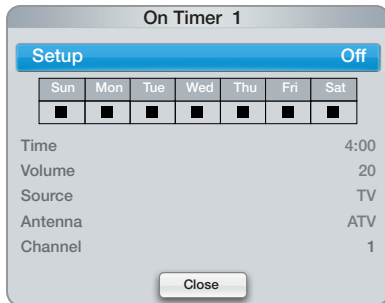 On Timer 1
Setup Off
Sun Mon Tue Wed Thu Fri Sat
Time 4:00
Volume 20
Source TV
Antenna ATV
Channel 1
Close